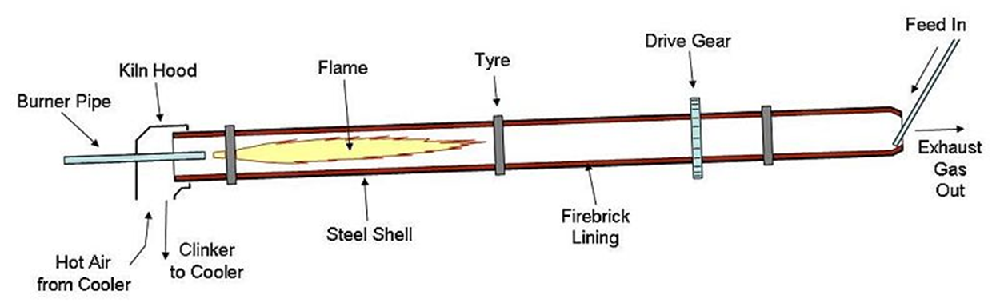 Feed In
Drive Gear
Tyre
Flame
Kiln Hood
Burner Pipe
Exhaust
Gas
Out
Firebrick
Lining
Steel Shell
Clinker
to Cooler
Hot Air
from Cooler